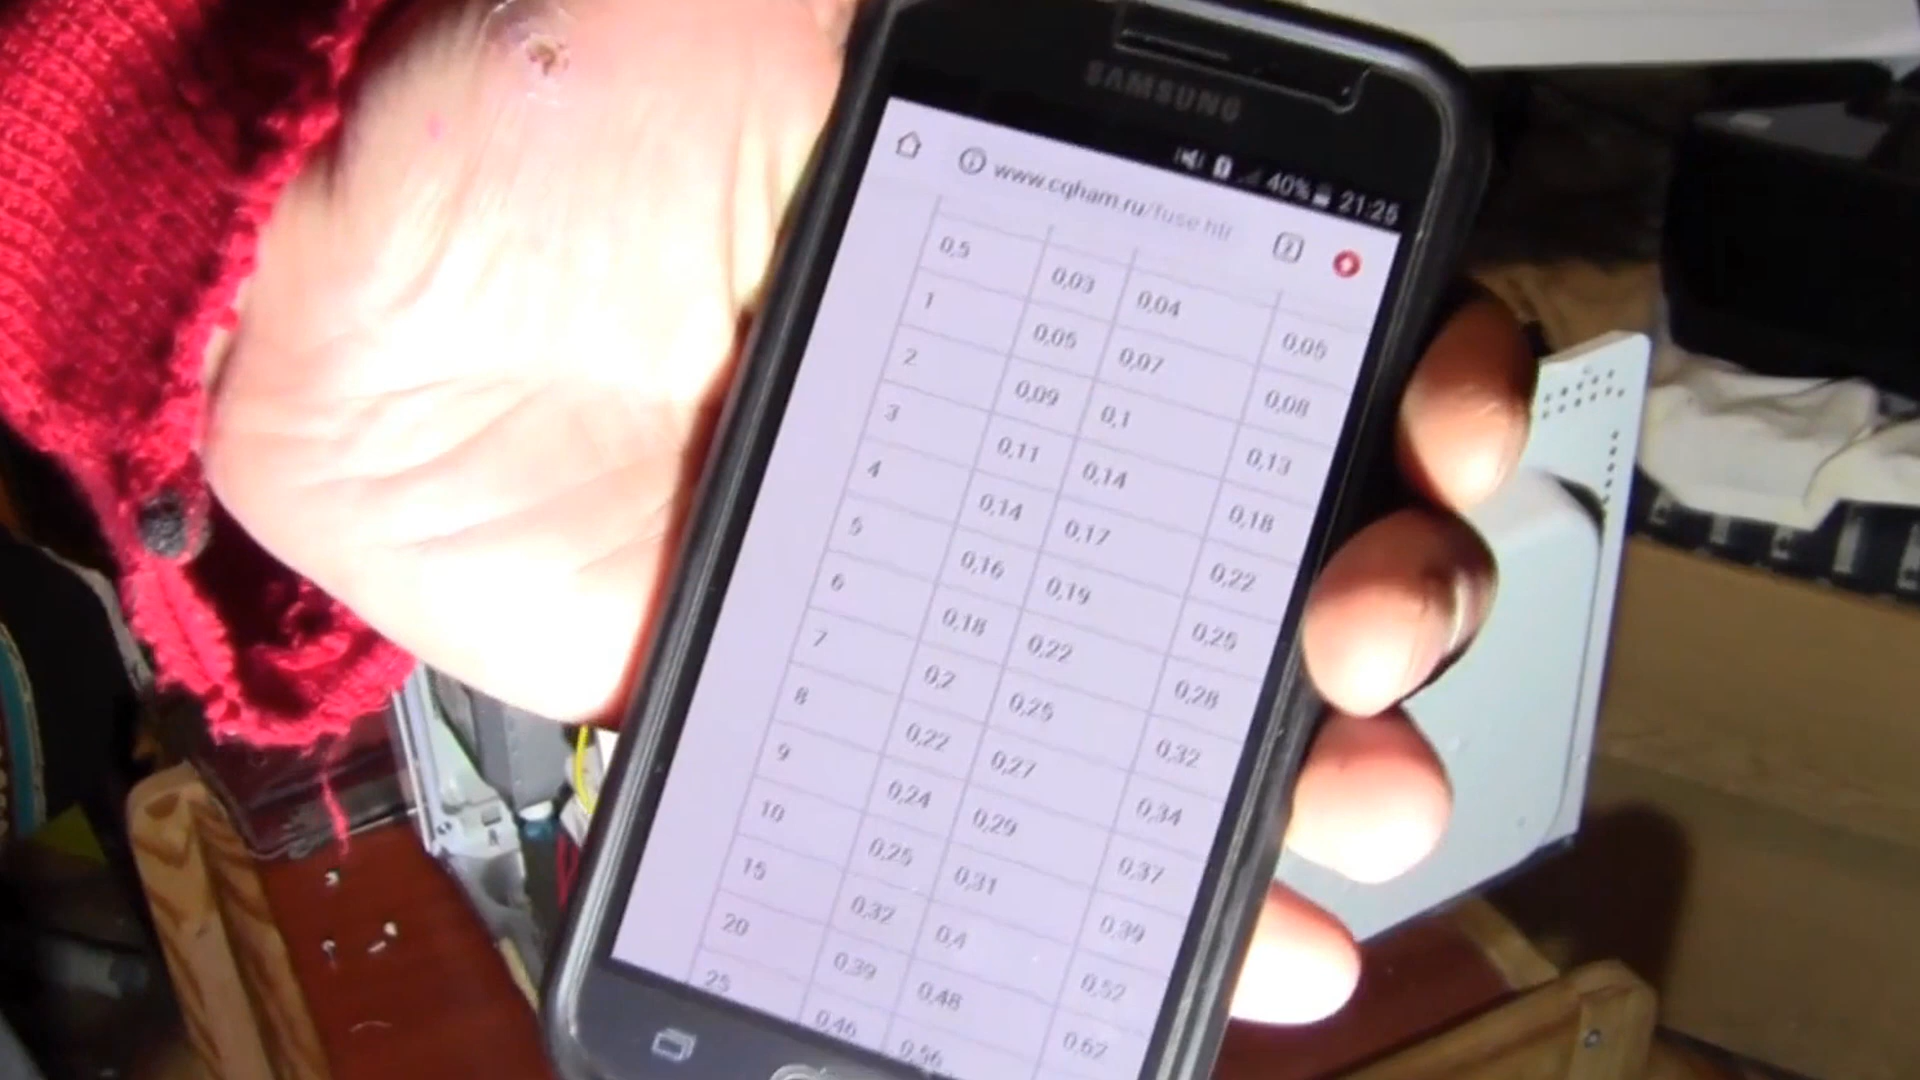 SAMSUNG
40% 21:25
www.cqham.ru/fuse.ht
0,5 0,03 0,04 0,05
1 0,05 0,07 0,08
2 0,09 0,1 0,13
3 0,11 0,14 0,18
4 0,14 0,17 0,22
5 0,16 0,19 0,25
6 0,18 0,22 0,28
7 0,2 0,25 0,32
8 0,22 0,27 0,34
9 0,24 0,29 0,37
10 0,25 0,31 0,39
15 0,32 0,4 0,52
20 0,39 0,48 0,62
25 0,46 0,56